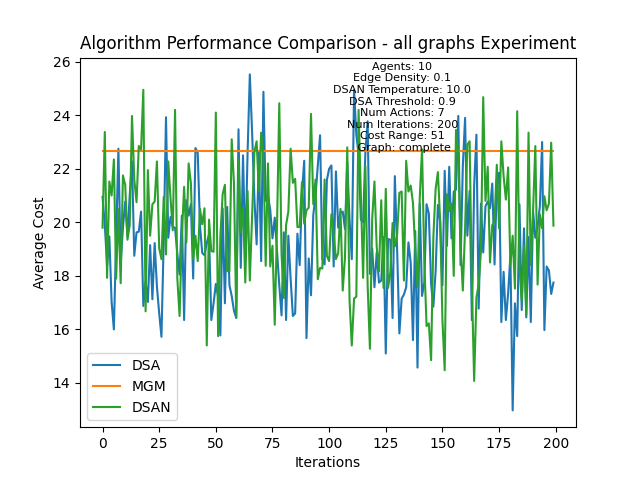 Algorithm Performance Comparison - all graphs Experiment
Agents: 10
Edge Density: 0.1
DSAN Temperature: 10.0
DSA Threshold: 0.9
Num Actions: 7
Num Iterations: 200
Cost Range: 51
Graph: complete
Average Cost
26
24
22
20
18
16
14
DSA
MGM
DSAN
0 25 50 75 100 125 150 175 200
Iterations